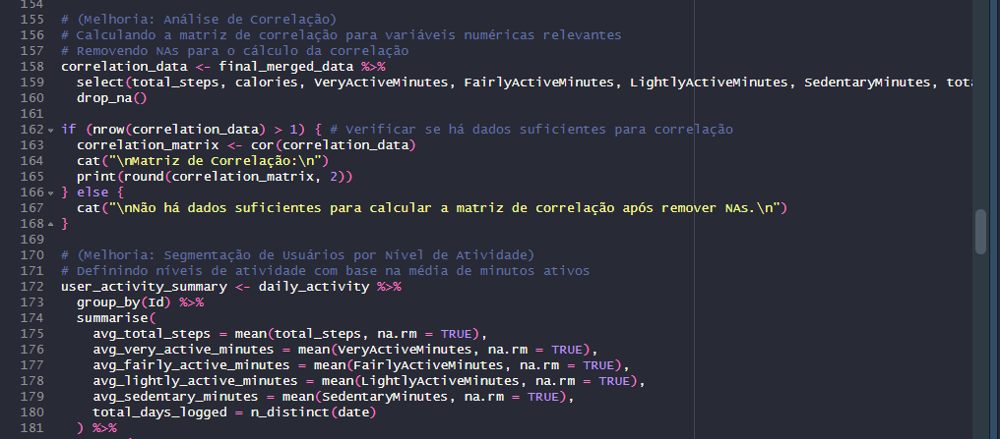 154
155 # (Melhoria: Análise de Correlação)
156 # Calculando a matriz de correlação para variáveis numéricas relevantes
157 # Removendo NAs para o cálculo da correlação
158 correlation_data <- final_merged_data %>%
159   select(total_steps, calories, VeryActiveMinutes, FairlyActiveMinutes, LightlyActiveMinutes, SedentaryMinutes, tot
160   drop_na()
161
162 if (nrow(correlation_data) > 1) { # Verificar se há dados suficientes para correlação
163   correlation_matrix <- cor(correlation_data)
164   cat("\nMatriz de Correlação:\n")
165   print(round(correlation_matrix, 2))
166 } else {
167   cat("\nNão há dados suficientes para calcular a matriz de correlação após remover NAs.\n")
168 }
169
170 # (Melhoria: Segmentação de Usuários por Nível de Atividade)
171 # Definindo níveis de atividade com base na média de minutos ativos
172 user_activity_summary <- daily_activity %>%
173   group_by(Id) %>%
174   summarise(
175     avg_total_steps = mean(total_steps, na.rm = TRUE),
176     avg_very_active_minutes = mean(VeryActiveMinutes, na.rm = TRUE),
177     avg_fairly_active_minutes = mean(FairlyActiveMinutes, na.rm = TRUE),
178     avg_lightly_active_minutes = mean(LightlyActiveMinutes, na.rm = TRUE),
179     avg_sedentary_minutes = mean(SedentaryMinutes, na.rm = TRUE),
180     total_days_logged = n_distinct(date)
181   ) %>%